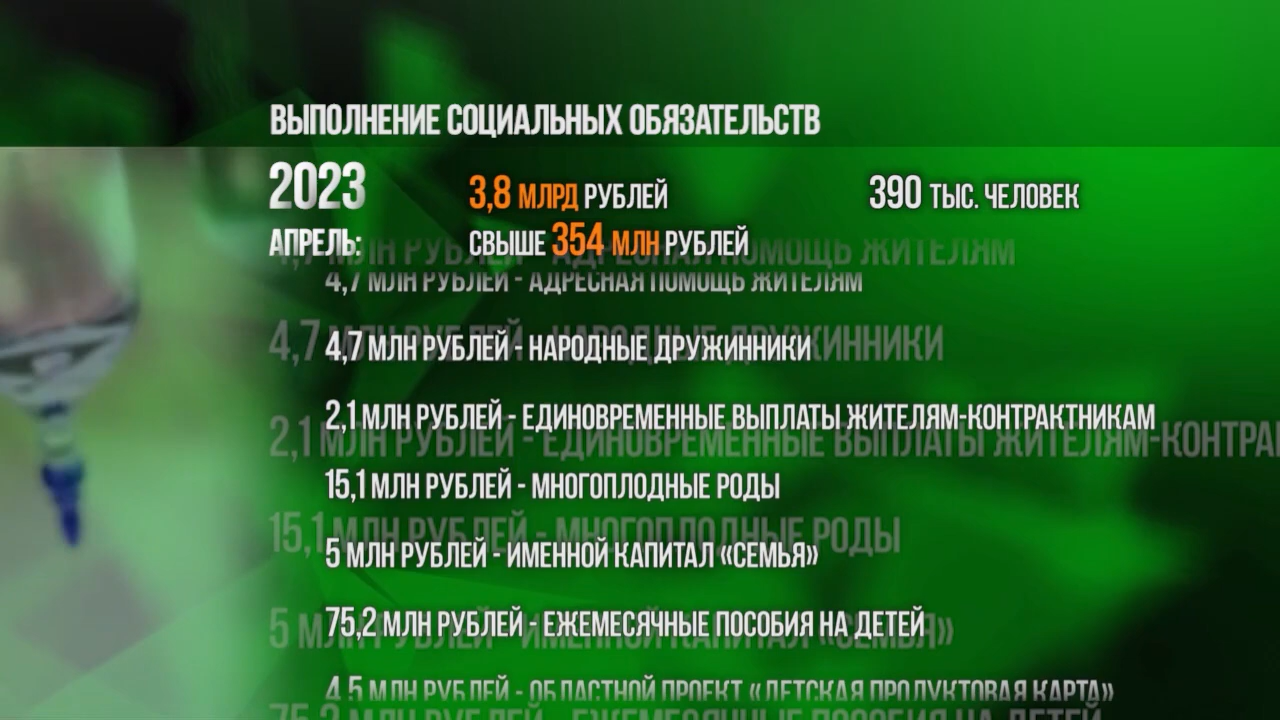 ВЫПОЛНЕНИЕ СОЦИАЛЬНЫХ ОБЯЗАТЕЛЬСТВ
2023 3,8 МЛРД РУБЛЕЙ 390 ТЫС. ЧЕЛОВЕК
АПРЕЛЬ: СВЫШЕ 354 МЛН РУБЛЕЙ
4,7 МЛН РУБЛЕЙ - АДРЕСНАЯ ПОМОЩЬ ЖИТЕЛЯМ
4,7 МЛН РУБЛЕЙ - НАРОДНЫЕ ДРУЖИННИКИ
2,1 МЛН РУБЛЕЙ - ЕДИНОВРЕМЕННЫЕ ВЫПЛАТЫ ЖИТЕЛЯМ-КОНТРАКТНИКАМ
15,1 МЛН РУБЛЕЙ - МНОГОПЛОДНЫЕ РОДЫ
5 МЛН РУБЛЕЙ - ИМЕННОЙ КАПИТАЛ «СЕМЬЯ»
75,2 МЛН РУБЛЕЙ - ЕЖЕМЕСЯЧНЫЕ ПОСОБИЯ НА ДЕТЕЙ
4,5 МЛН РУБЛЕЙ - ОБЛАСТНОЙ ПРОЕКТ «ДЕТСКАЯ ПРОДУКТОВАЯ КАРТА»